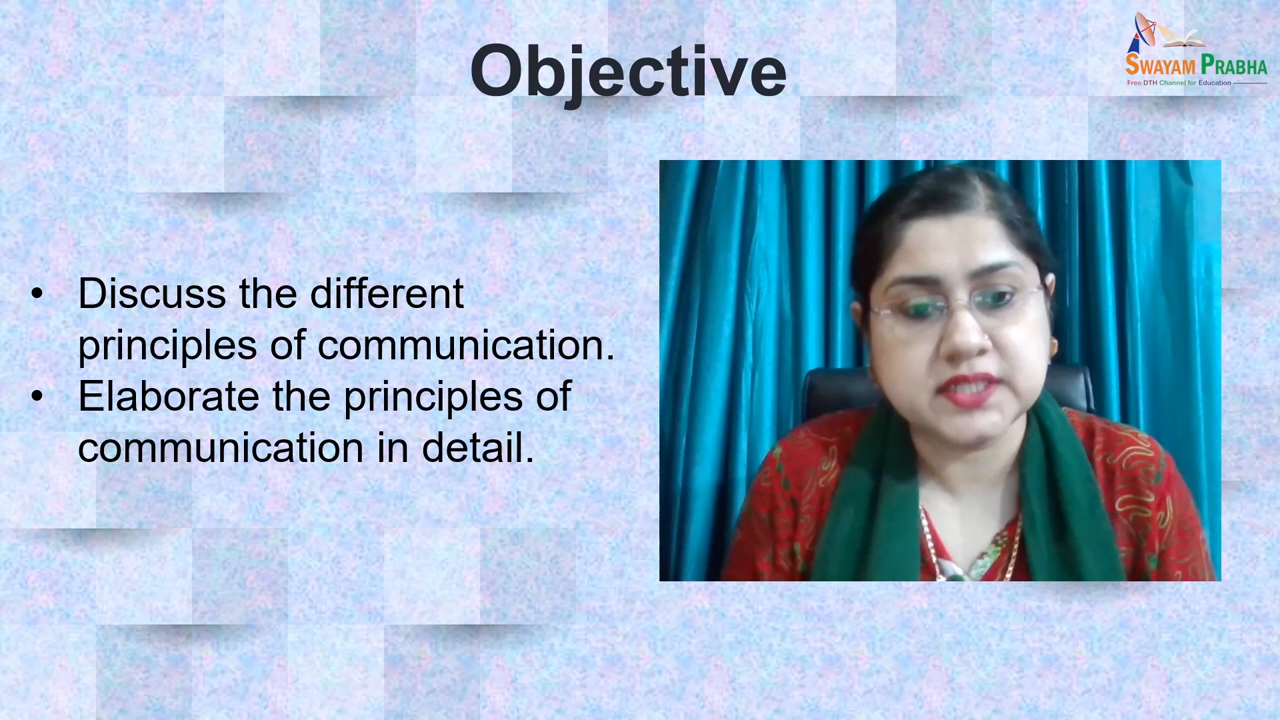 Objective
SWAYAM PRABHA
Free DTH Channel for Education
• Discuss the different
principles of communication.
• Elaborate the principles of
communication in detail.